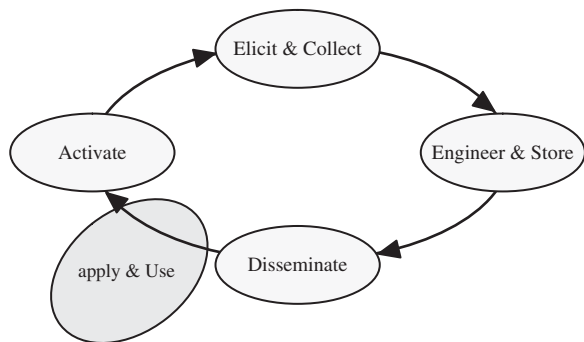 Elicit & Collect
Activate
Engineer & Store
apply & Use
Disseminate